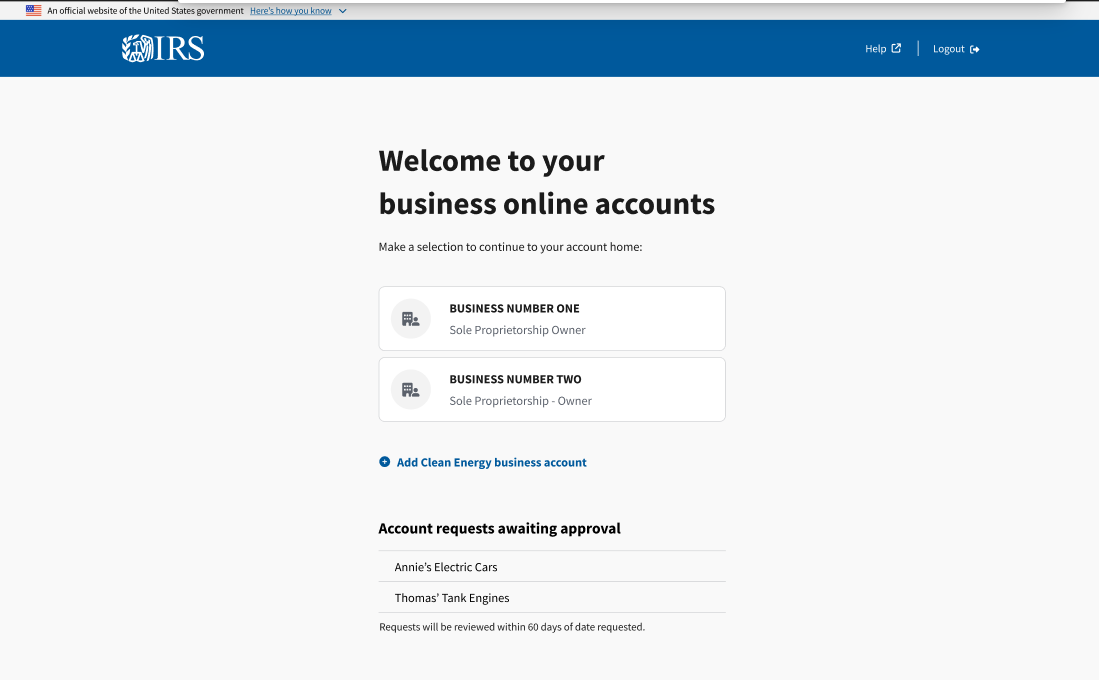 An official website of the United States government Here's how you know
IRS
Help
Logout
Welcome to your
business online accounts
Make a selection to continue to your account home:
BUSINESS NUMBER ONE
Sole Proprietorship Owner
BUSINESS NUMBER TWO
Sole Proprietorship - Owner
Add Clean Energy business account
Account requests awaiting approval
Annie’s Electric Cars
Thomas’ Tank Engines
Requests will be reviewed within 60 days of date requested.